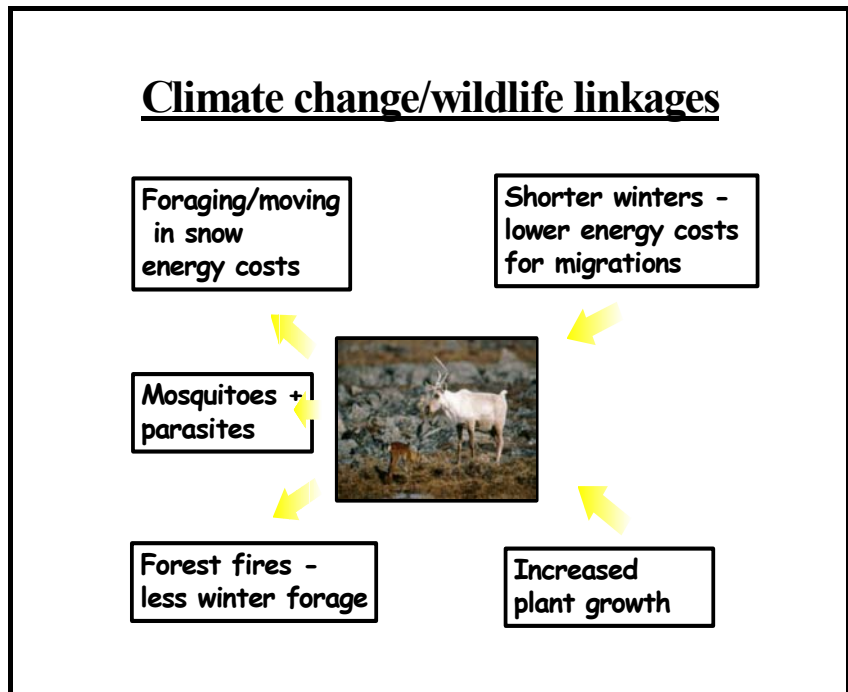 Climate change/wildlife linkages
Foraging/moving
in snow
energy costs
Shorter winters -
lower energy costs
for migrations
Mosquitoes +
parasites
Forest fires -
less winter forage
Increased
plant growth